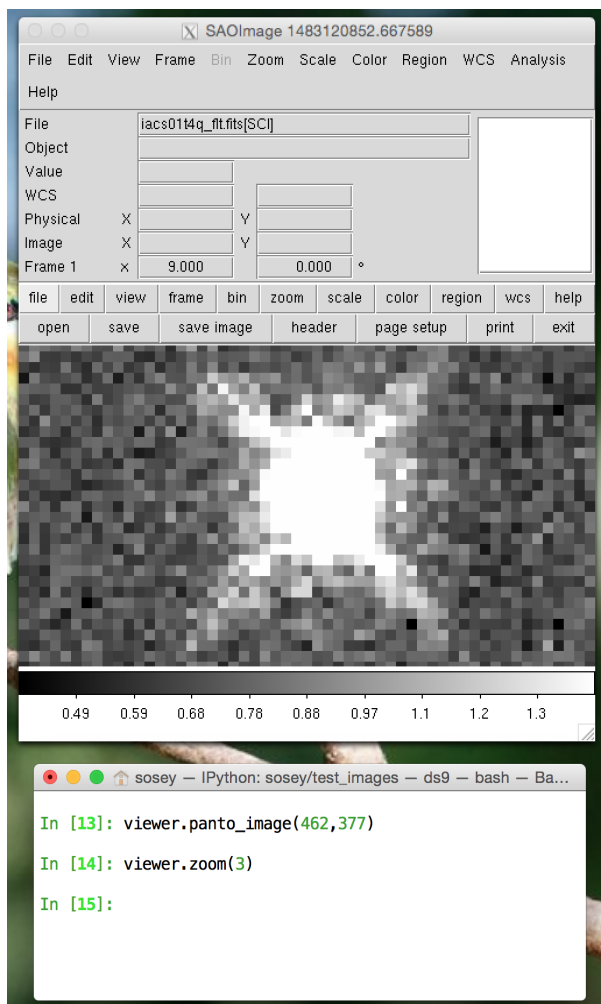 SAOImage 1483120852.667589
File Edit View Frame Bin Zoom Scale Color Region WCS Analysis
Help
File iacs01t4q_flt.fits[SCI]
Object
Value
WCS
Physical X Y
Image X Y
Frame 1 x 9.000 0.000 °
file edit view frame bin zoom scale color region wcs help
open save save image header page setup print exit
0.49 0.59 0.68 0.78 0.88 0.97 1.1 1.2 1.3
sosey — IPython: sosey/test_images — ds9 — bash — Ba...
In [13]: viewer.panto_image(462,377)
In [14]: viewer.zoom(3)
In [15]: